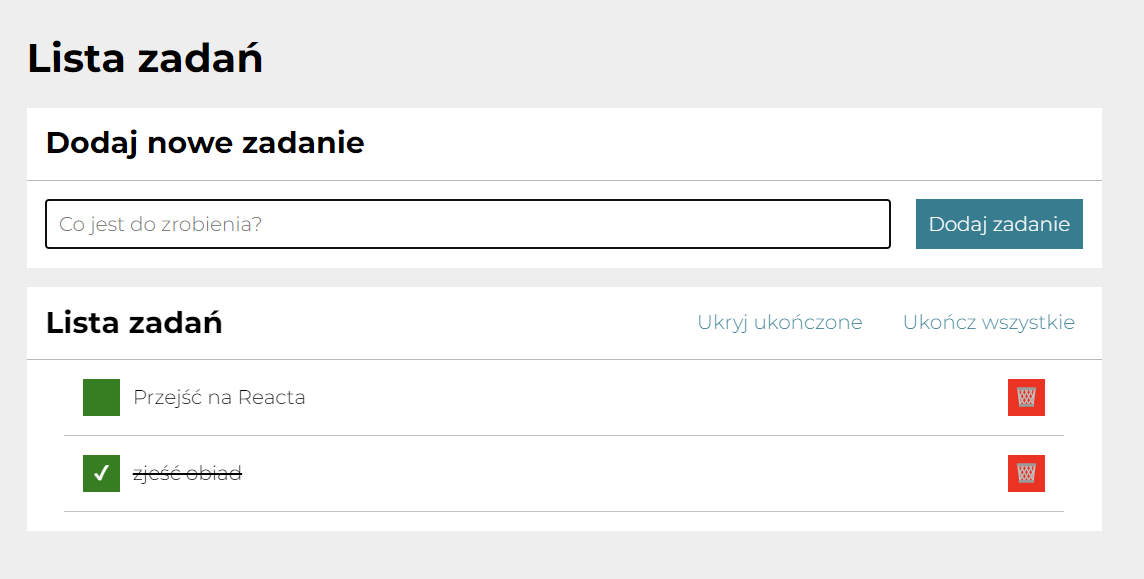 Lista zadań
Dodaj nowe zadanie
Co jest do zrobienia?
Dodaj zadanie
Lista zadań
Ukryj ukończone
Ukończ wszystkie
Przejść na Reacta
zjeść obiad